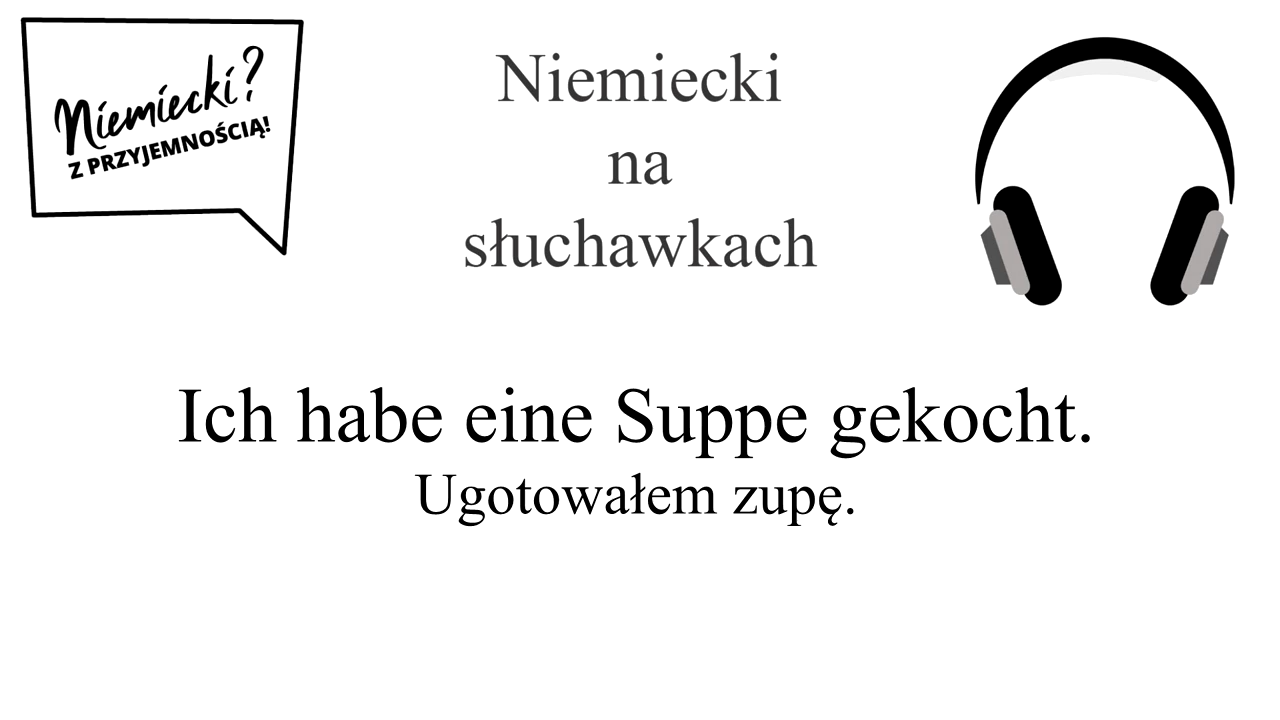 Niemiecki?
Z PRZYJEMNOŚCIĄ!
Niemiecki
na
słuchawkach
Ich habe eine Suppe gekocht.
Ugotowałem zupę.